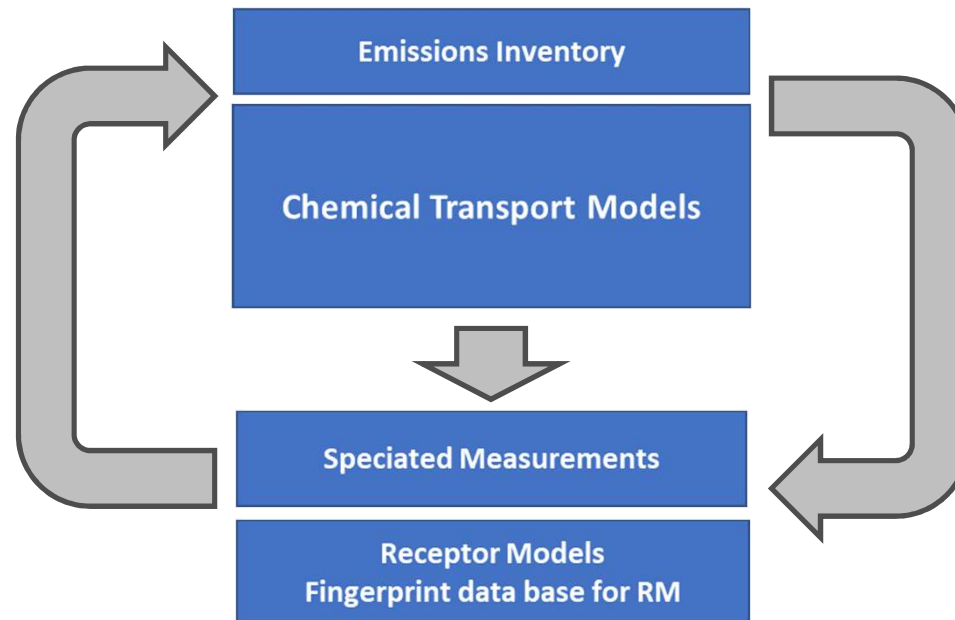 Emissions Inventory
Chemical Transport Models
Speciated Measurements
Receptor Models
Fingerprint data base for RM